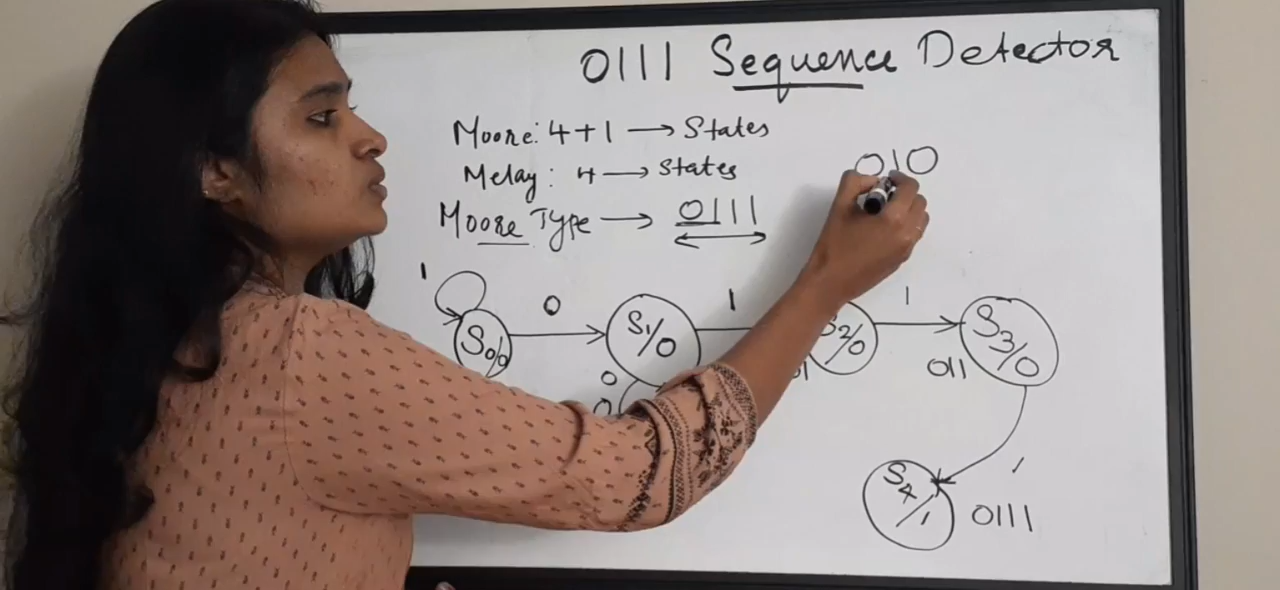 0111 Sequence Detector
Moore: 4+1 → States
Melay: 4 → States
010
Moore Type → 0111
1
0
1
1
S0/0
S1/0
S2/0
S3/0
0
011
0
1
S4/1
0111